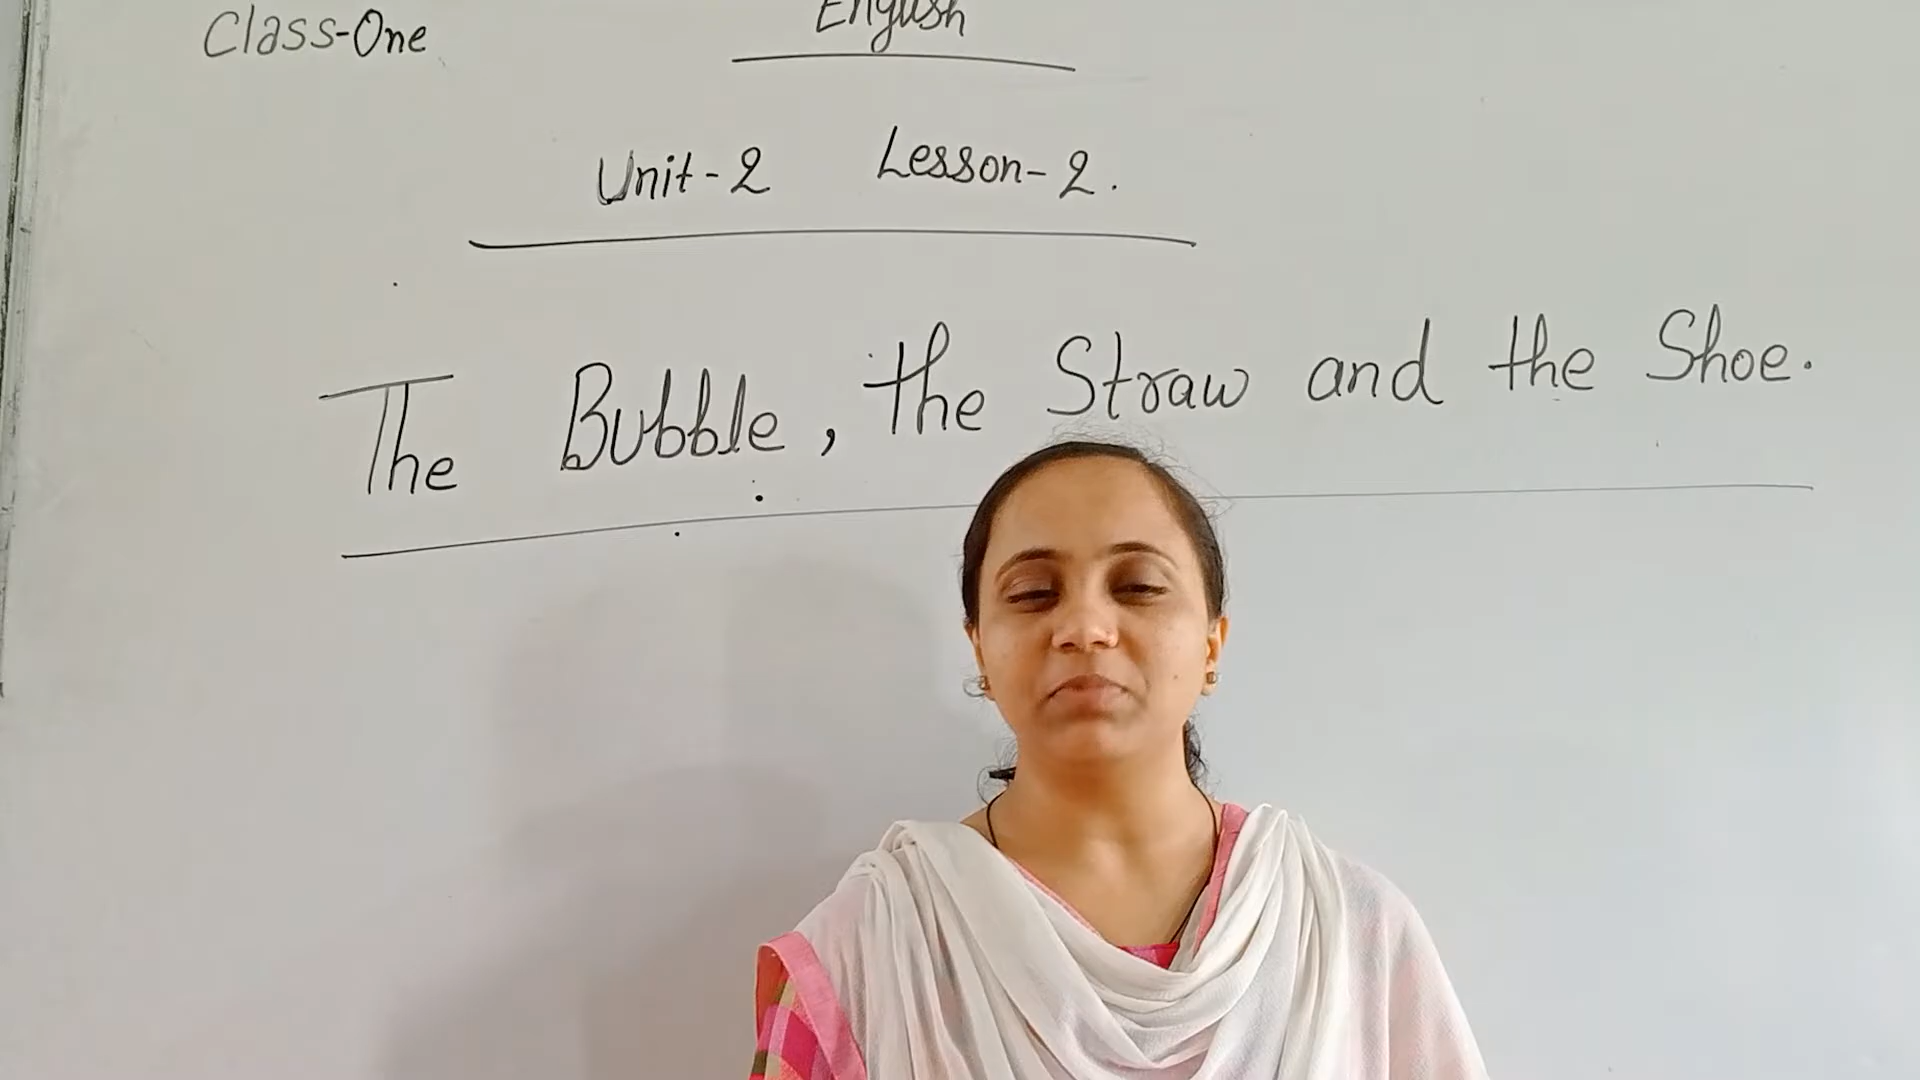 Class-One
English
Unit-2 Lesson-2.
The Bubble, the Straw and the Shoe.